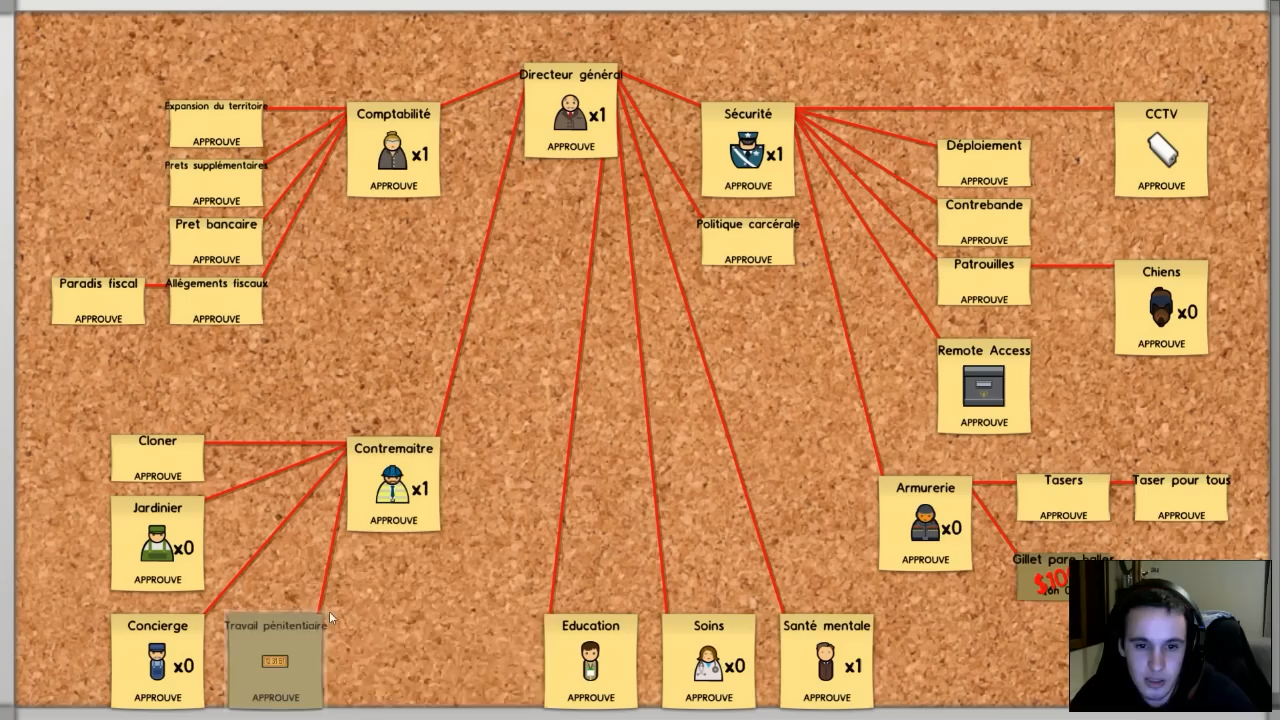 Directeur général
x1
APPROUVE
Expansion du territoire
APPROUVE
Comptabilité
x1
APPROUVE
Sécurité
x1
APPROUVE
CCTV
APPROUVE
Prets supplémentaires
APPROUVE
Déploiement
APPROUVE
Pret bancaire
APPROUVE
Politique carcérale
APPROUVE
Contrebande
APPROUVE
Paradis fiscal
APPROUVE
Allégements fiscaux
APPROUVE
Patrouilles
APPROUVE
Chiens
x0
APPROUVE
Remote Access
APPROUVE
Cloner
APPROUVE
Contremaitre
x1
APPROUVE
Jardinier
x0
APPROUVE
Armurerie
x0
APPROUVE
Tasers
APPROUVE
Taser pour tous
APPROUVE
Concierge
x0
APPROUVE
Travail pénitentiaire
APPROUVE
Education
APPROUVE
Soins
x0
APPROUVE
Santé mentale
x1
APPROUVE